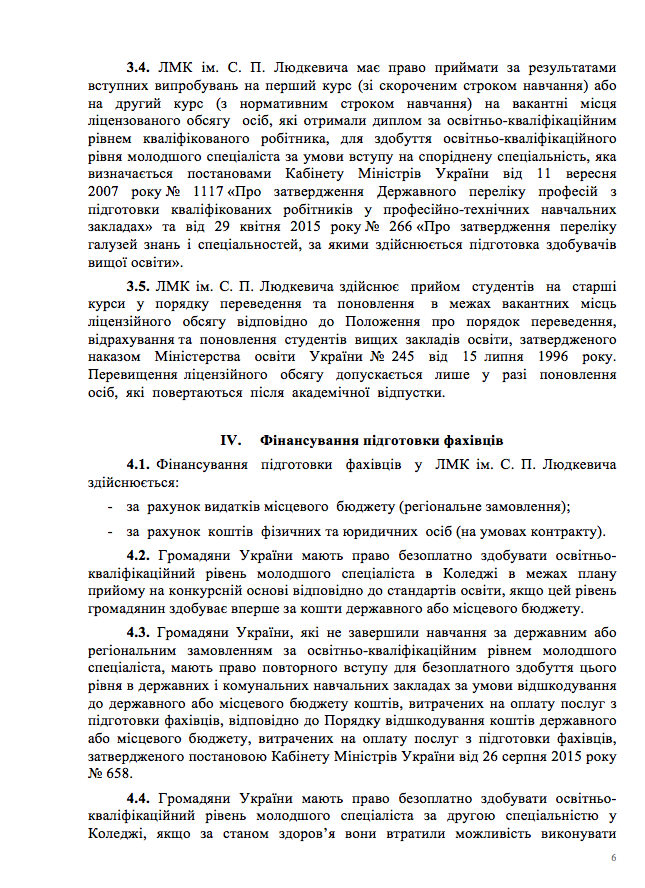 3.4. ЛМК ім. С. П. Людкевича має право приймати за результатами
вступних випробувань на перший курс (зі скороченим строком навчання) або
на другий курс (з нормативним строком навчання) на вакантні місця
ліцензованого обсягу осіб, які отримали диплом за освітньо-кваліфікаційним
рівнем кваліфікованого робітника, для здобуття освітньо-кваліфікаційного
рівня молодшого спеціаліста за умови вступу на споріднену спеціальність, яка
визначається постановами Кабінету Міністрів України від 11 вересня
2007 року № 1117 «Про затвердження Державного переліку професій з
підготовки кваліфікованих робітників у професійно-технічних навчальних
закладах» та від 29 квітня 2015 року № 266 «Про затвердження переліку
галузей знань і спеціальностей, за якими здійснюється підготовка здобувачів
вищої освіти».
3.5. ЛМК ім. С. П. Людкевича здійснює прийом студентів на старші
курси у порядку переведення та поновлення в межах вакантних місць
ліцензійного обсягу відповідно до Положення про порядок переведення,
відрахування та поновлення студентів вищих закладів освіти, затвердженого
наказом Міністерства освіти України № 245 від 15 липня 1996 року.
Перевищення ліцензійного обсягу допускається лише у разі поновлення
осіб, які повертаються після академічної відпустки.
IV. Фінансування підготовки фахівців
4.1. Фінансування підготовки фахівців у ЛМК ім. С. П. Людкевича
здійснюється:
- за рахунок видатків місцевого бюджету (регіональне замовлення);
- за рахунок коштів фізичних та юридичних осіб (на умовах контракту).
4.2. Громадяни України мають право безоплатно здобувати освітньо-
кваліфікаційний рівень молодшого спеціаліста в Коледжі в межах плану
прийому на конкурсній основі відповідно до стандартів освіти, якщо цей рівень
громадянин здобуває вперше за кошти державного або місцевого бюджету.
4.3. Громадяни України, які не завершили навчання за державним або
регіональним замовленням за освітньо-кваліфікаційним рівнем молодшого
спеціаліста, мають право повторного вступу для безоплатного здобуття цього
рівня в державних і комунальних навчальних закладах за умови відшкодування
до державного або місцевого бюджету коштів, витрачених на оплату послуг з
підготовки фахівців, відповідно до Порядку відшкодування коштів державного
або місцевого бюджету, витрачених на оплату послуг з підготовки фахівців,
затвердженого постановою Кабінету Міністрів України від 26 серпня 2015 року
№ 658.
4.4. Громадяни України мають право безоплатно здобувати освітньо-
кваліфікаційний рівень молодшого спеціаліста за другою спеціальністю у
Коледжі, якщо за станом здоров’я вони втратили можливість виконувати
6